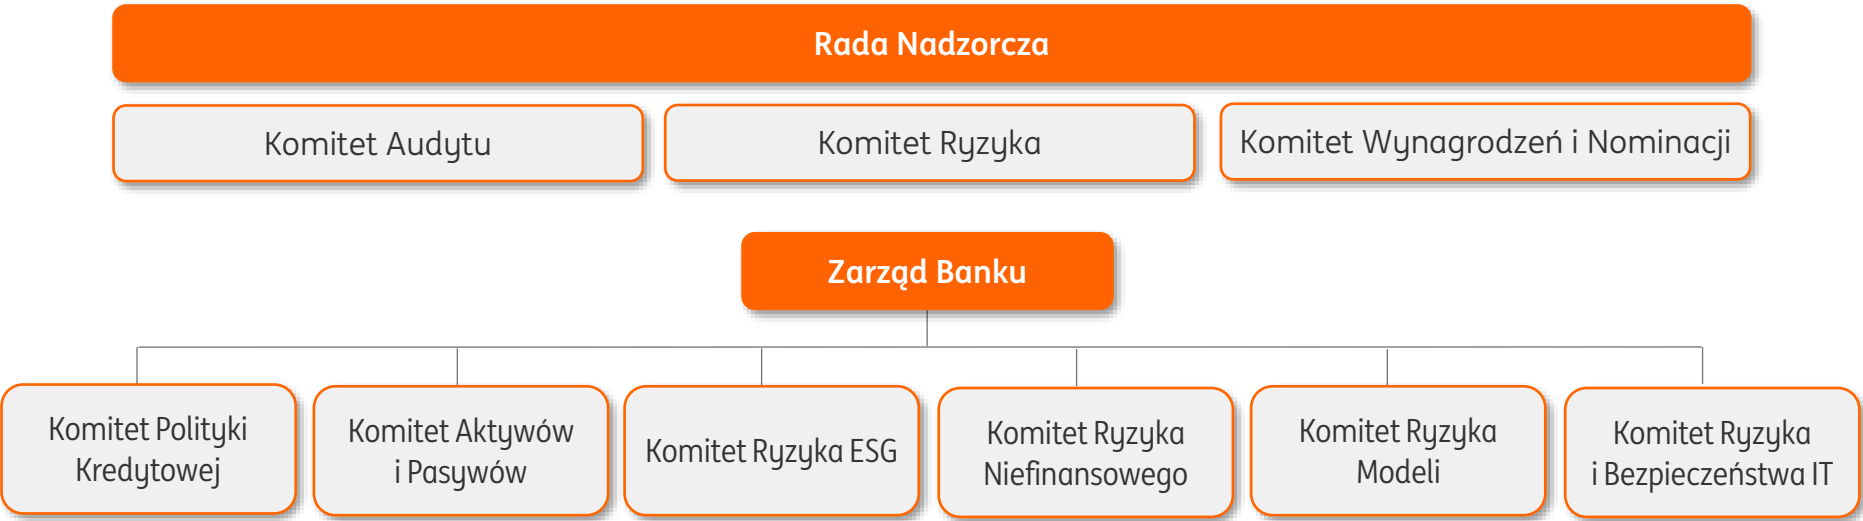 Rada Nadzorcza
Komitet Audytu
Komitet Ryzyka
Komitet Wynagrodzeń i Nominacji
Zarząd Banku
Komitet Polityki
Kredytowej
Komitet Aktywów
i Pasywów
Komitet Ryzyka ESG
Komitet Ryzyka
Niefinansowego
Komitet Ryzyka
Modeli
Komitet Ryzyka
i Bezpieczeństwa IT